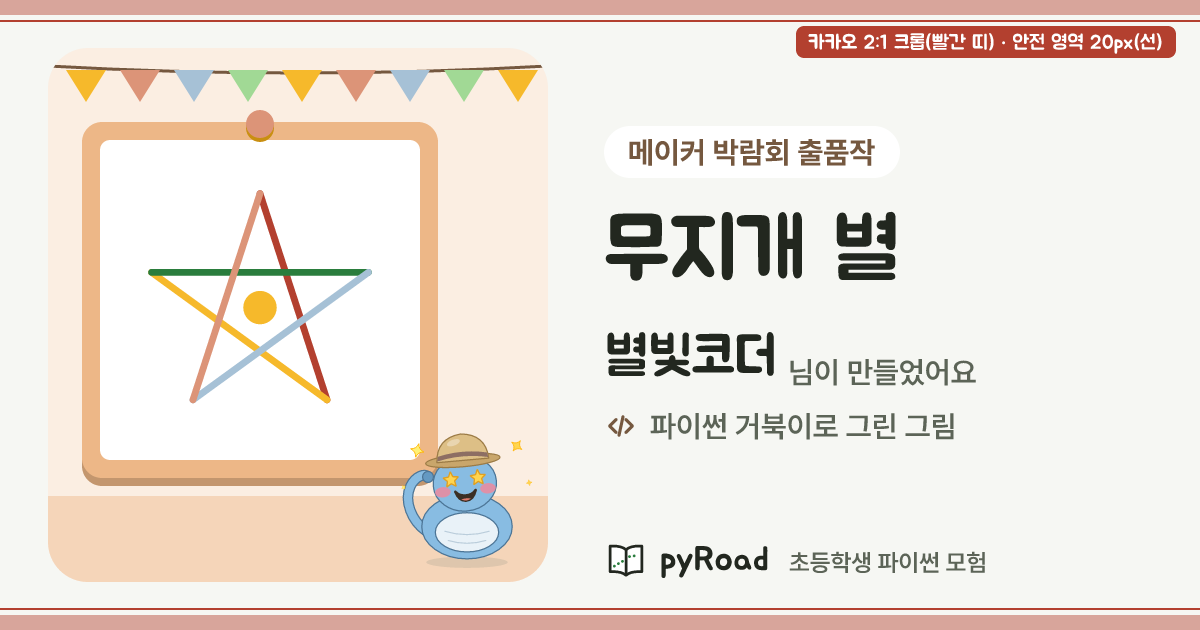 카카오 2:1 크롭(빨간 띠) · 안전 영역 20px(선)
메이커 박람회 출품작
무지개 별
별빛코더 님이 만들었어요
</> 파이썬 거북이로 그린 그림
pyRoad 초등학생 파이썬 모험